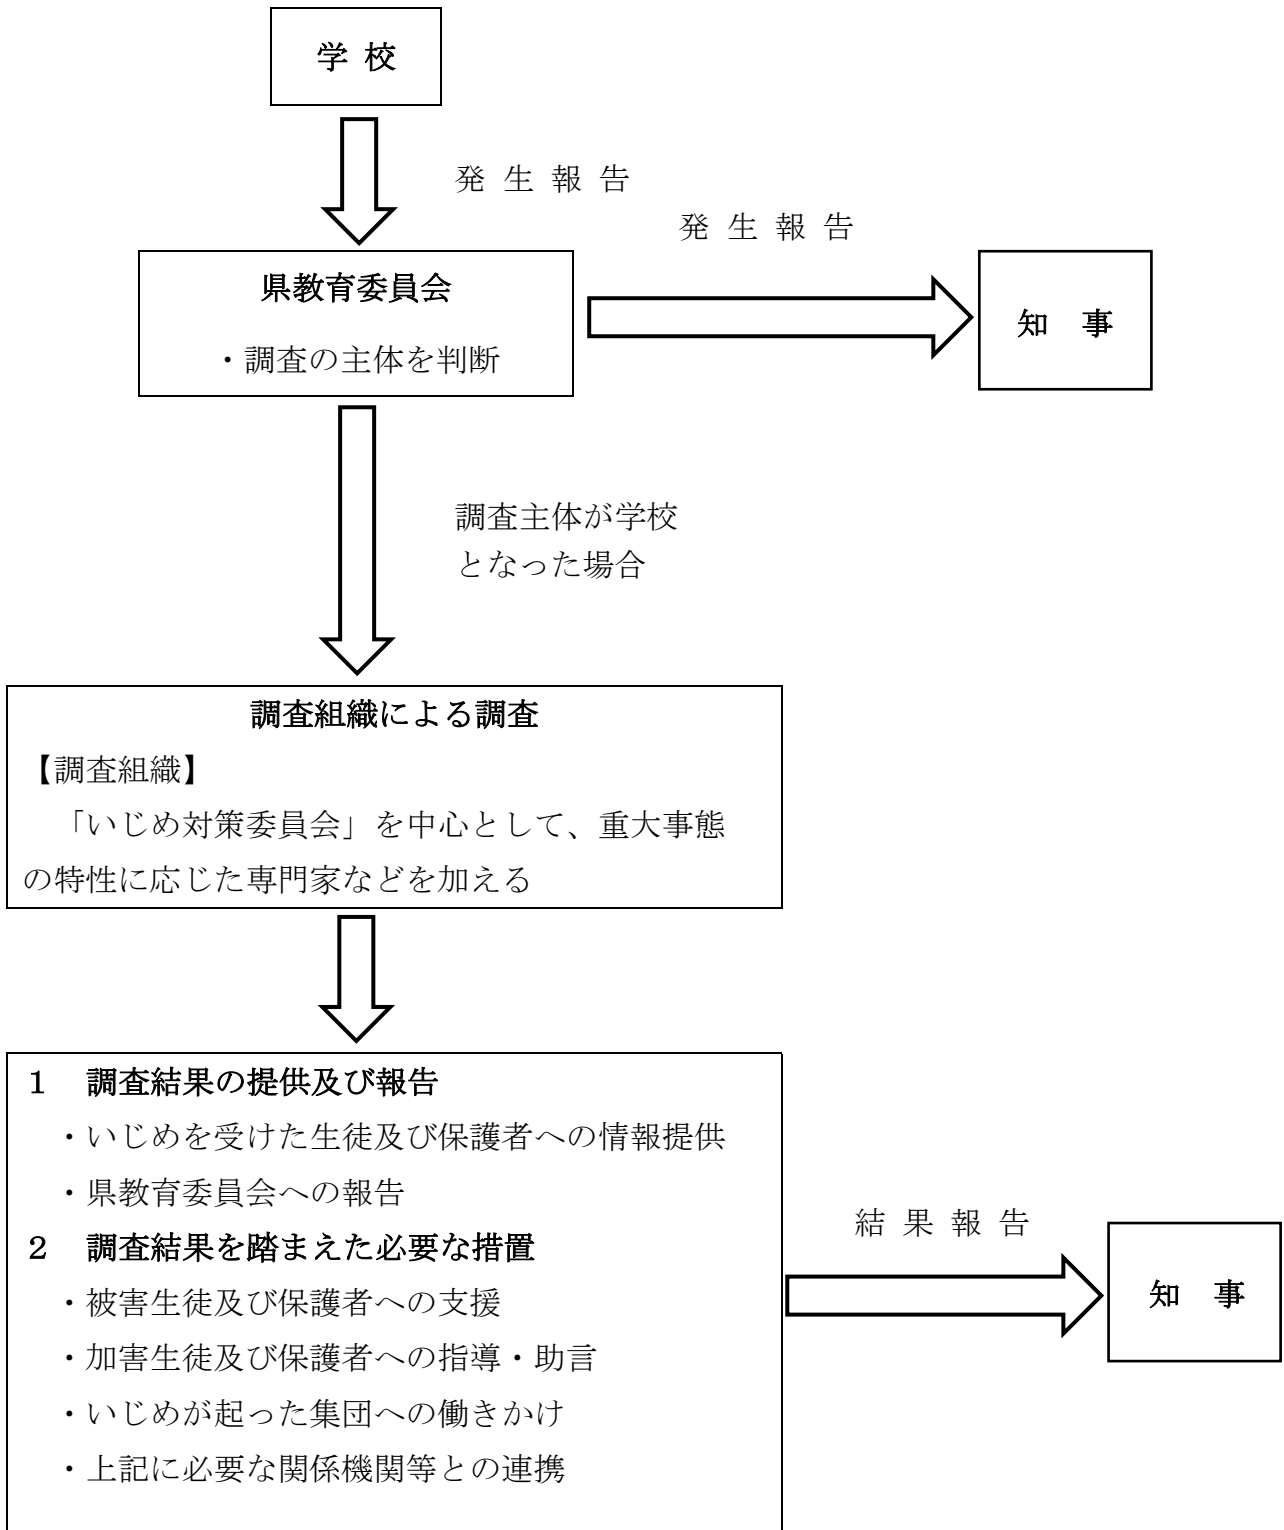 学 校
発 生 報 告
発 生 報 告
県教育委員会
・調査の主体を判断
知 事
調査主体が学校
となった場合
調査組織による調査
【調査組織】
「いじめ対策委員会」を中心として、重大事態
の特性に応じた専門家などを加える
１ 調査結果の提供及び報告
・いじめを受けた生徒及び保護者への情報提供
・県教育委員会への報告
２ 調査結果を踏まえた必要な措置
・被害生徒及び保護者への支援
・加害生徒及び保護者への指導・助言
・いじめが起った集団への働きかけ
・上記に必要な関係機関等との連携
結 果 報 告
知 事